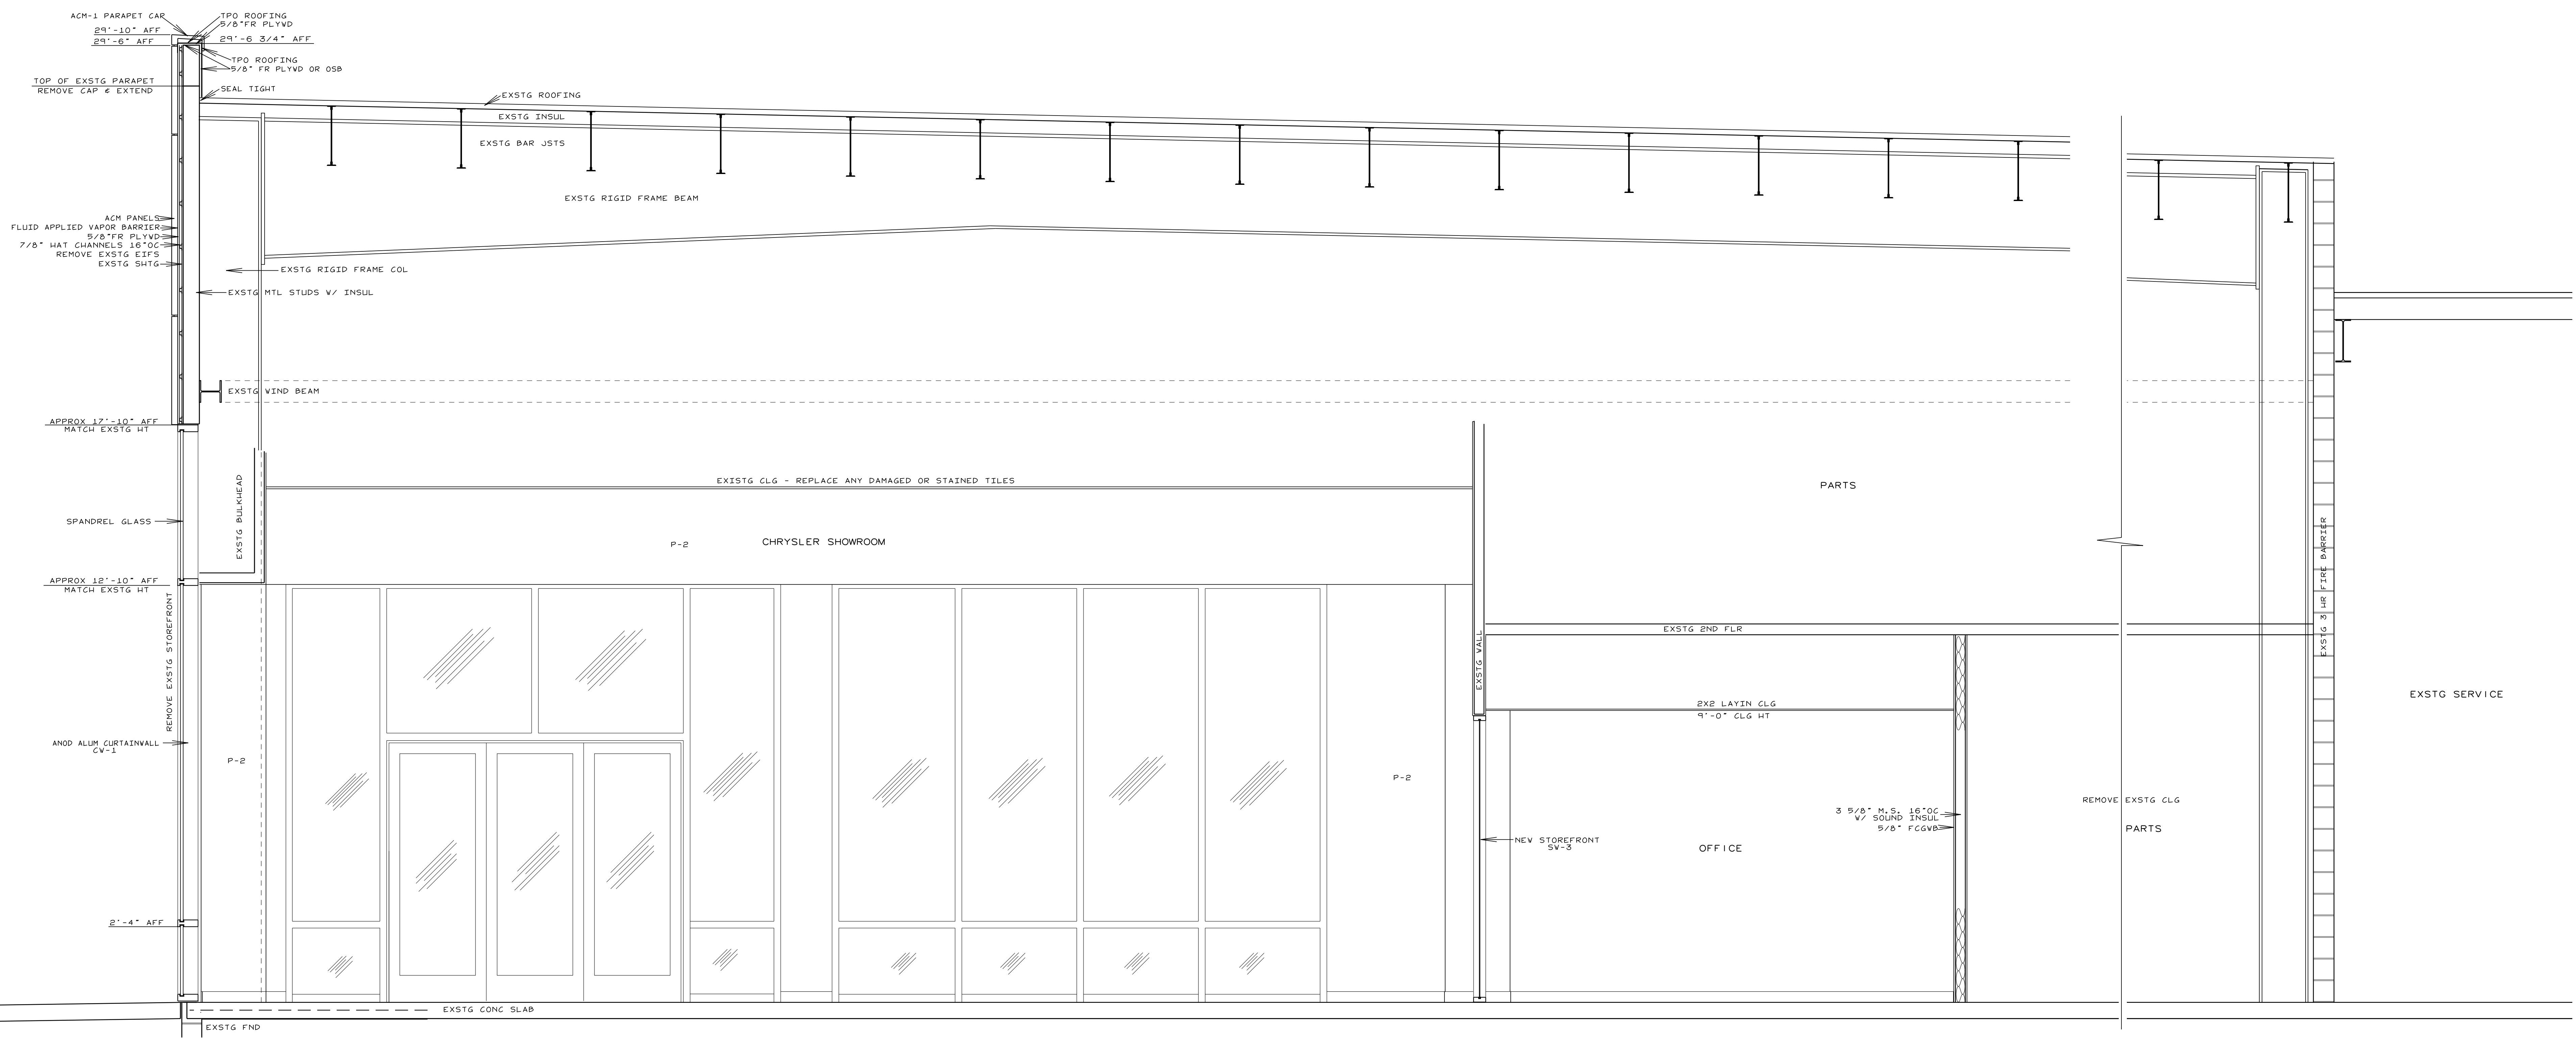 ACM-1 PARAPET CAP
TPO ROOFING
5/8"FR PLYWD
29'-10" AFF
29'-6" AFF
29'-6 3/4" AFF
TPO ROOFING
5/8" FR PLYWD OR OSB
TOP OF EXSTG PARAPET
REMOVE CAP & EXTEND
SEAL TIGHT
EXSTG ROOFING
EXSTG INSUL
EXSTG BAR JSTS
EXSTG RIGID FRAME BEAM
ACM PANELS
FLUID APPLIED VAPOR BARRIER
5/8"FR PLYWD
7/8" HAT CHANNELS 16"OC
REMOVE EXSTG EIFS
EXSTG SHTG
EXSTG RIGID FRAME COL
EXSTG MTL STUDS W/ INSUL
EXSTG WIND BEAM
APPROX 17'-10" AFF
MATCH EXSTG HT
EXSTG BULKHEAD
EXISTG CLG - REPLACE ANY DAMAGED OR STAINED TILES
PARTS
SPANDREL GLASS
P-2
CHRYSLER SHOWROOM
EXSTG 3 HR FIRE BARRIER
APPROX 12'-10" AFF
MATCH EXSTG HT
REMOVE EXSTG STOREFRONT
EXSTG WALL
EXSTG 2ND FLR
EXSTG SERVICE
2X2 LAYIN CLG
9'-0" CLG HT
ANOD ALUM CURTAINWALL
CW-1
P-2
P-2
REMOVE EXSTG CLG
3 5/8" M.S. 16"OC
W/ SOUND INSUL
5/8" FCGWB
PARTS
NEW STOREFRONT
SW-3
OFFICE
2'-4" AFF
EXSTG CONC SLAB
EXSTG FND